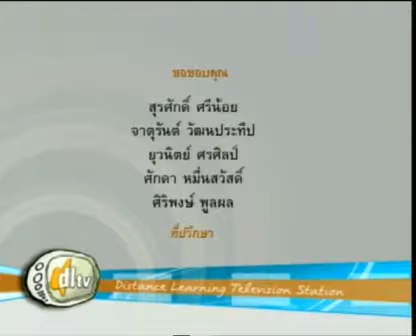 ขอขอบคุณ
สุรศักดิ์ ศรีน้อย
จาตุรันต์ วัฒนประทีป
ยุวนิตย์ ศรศิลป์
ศักดา หมื่นสวัสดิ์
ศิริพงษ์ พูลผล
ที่ปรึกษา
dltv
Distance Learning Television Station